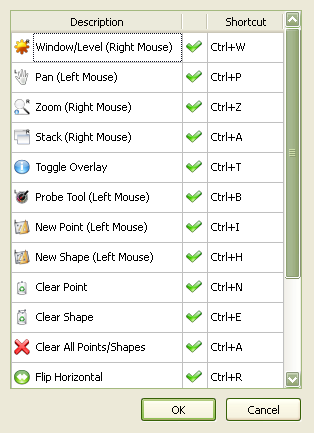 Description Shortcut
Window/Level (Right Mouse) Ctrl+W
Pan (Left Mouse) Ctrl+P
Zoom (Right Mouse) Ctrl+Z
Stack (Right Mouse) Ctrl+A
Toggle Overlay Ctrl+T
Probe Tool (Left Mouse) Ctrl+B
New Point (Left Mouse) Ctrl+I
New Shape (Left Mouse) Ctrl+H
Clear Point Ctrl+N
Clear Shape Ctrl+E
Clear All Points/Shapes Ctrl+A
Flip Horizontal Ctrl+R
OK Cancel